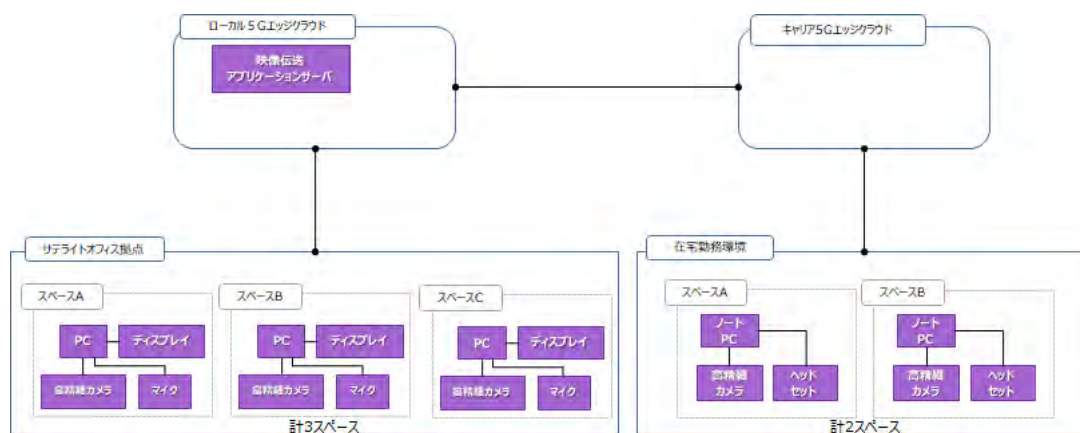 ローカル5Gエッジクラウド
キャリア5Gエッジクラウド
映像伝送
アプリケーションサーバ
サテライトオフィス拠点
在宅勤務環境
スペースA
スペースB
スペースC
スペースA
スペースB
PC
ディスプレイ
高精細カメラ
マイク
PC
ディスプレイ
高精細カメラ
マイク
PC
ディスプレイ
高精細カメラ
マイク
ノート
PC
高精細
カメラ
ヘッド
セット
ノート
PC
高精細
カメラ
ヘッド
セット
計3スペース
計2スペース